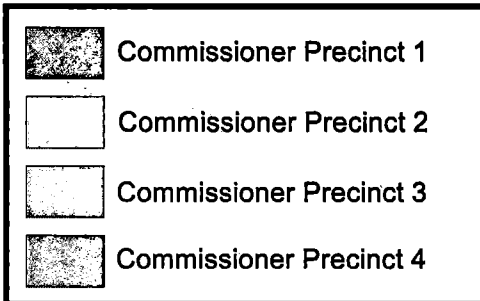 Commissioner Precinct 1
Commissioner Precinct 2
Commissioner Precinct 3
Commissioner Precinct 4